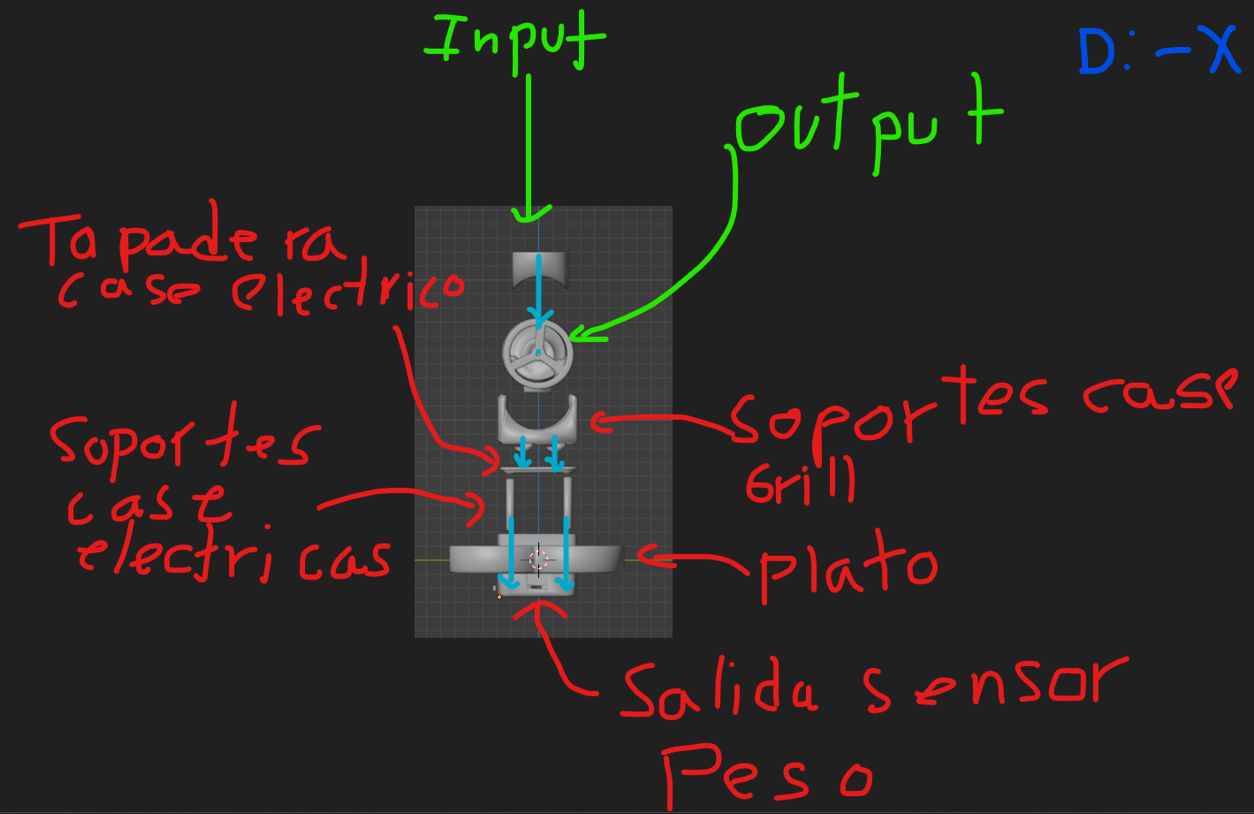 Input
D: -X
Output
Tapadera
case electrico
Soportes case
Grill
Soportes
case
electricas
plato
Salida sensor
Peso